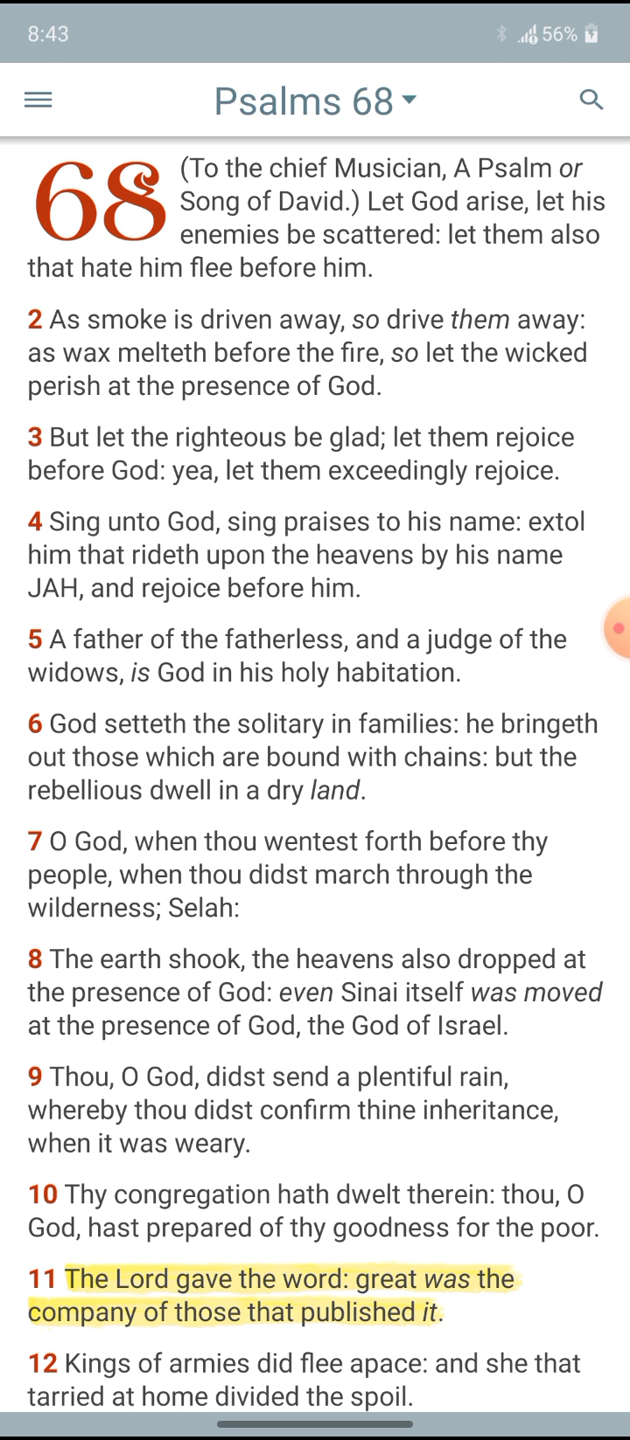 8:43
56%
Psalms 68
68 (To the chief Musician, A Psalm or
Song of David.) Let God arise, let his
enemies be scattered: let them also
that hate him flee before him.
2 As smoke is driven away, so drive them away:
as wax melteth before the fire, so let the wicked
perish at the presence of God.
3 But let the righteous be glad; let them rejoice
before God: yea, let them exceedingly rejoice.
4 Sing unto God, sing praises to his name: extol
him that rideth upon the heavens by his name
JAH, and rejoice before him.
5 A father of the fatherless, and a judge of the
widows, is God in his holy habitation.
6 God setteth the solitary in families: he bringeth
out those which are bound with chains: but the
rebellious dwell in a dry land.
7 O God, when thou wentest forth before thy
people, when thou didst march through the
wilderness; Selah:
8 The earth shook, the heavens also dropped at
the presence of God: even Sinai itself was moved
at the presence of God, the God of Israel.
9 Thou, O God, didst send a plentiful rain,
whereby thou didst confirm thine inheritance,
when it was weary.
10 Thy congregation hath dwelt therein: thou, O
God, hast prepared of thy goodness for the poor.
11 The Lord gave the word: great was the
company of those that published it.
12 Kings of armies did flee apace: and she that
tarried at home divided the spoil.